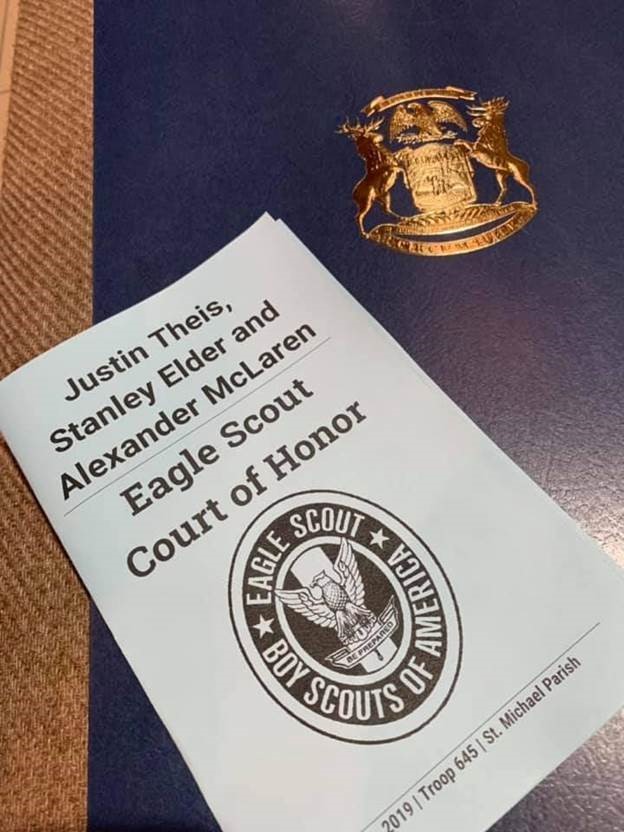 Justin Theis,
Stanley Elder and
Alexander McLaren
Eagle Scout
Court of Honor
EAGLE SCOUT
BOY SCOUTS OF AMERICA
BE PREPARED
2019 | Troop 645 | St. Michael Parish